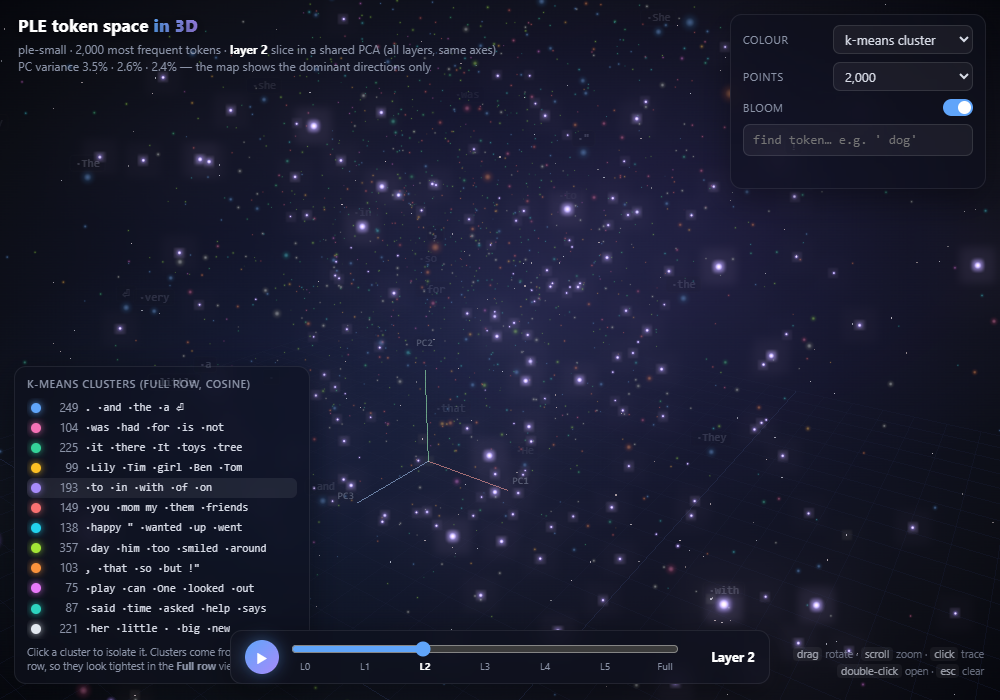 PLE token space in 3D
ple-small · 2,000 most frequent tokens · layer 2 slice in a shared PCA (all layers, same axes)
PC variance 3.5% · 2.6% · 2.4% — the map shows the dominant directions only
COLOUR
k-means cluster
POINTS
2,000
BLOOM
find token… e.g. ' dog'
·She
·she
·The
·very
·for
·the
PC2
·a
·that
·They
PC1
·and
PC3
·with
K-MEANS CLUSTERS (FULL ROW, COSINE)
249 . ·and ·the ·a ⏎
104 ·was ·had ·for ·is ·not
225 ·it ·there ·It ·toys ·tree
99 ·Lily ·Tim ·girl ·Ben ·Tom
193 ·to ·in ·with ·of ·on
149 ·you ·mom my ·them ·friends
138 ·happy " ·wanted ·up ·went
357 ·day ·him ·too ·smiled ·around
103 , ·that ·so ·but !"
75 ·play ·can ·One ·looked ·out
87 ·said ·time ·asked ·help ·says
221 ·her ·little · ·big ·new
Click a cluster to isolate it. Clusters come fro
row, so they look tightest in the Full row vie
L0 L1 L2 L3 L4 L5 Full
Layer 2
drag rotate · scroll zoom · click trace
double-click open · esc clear